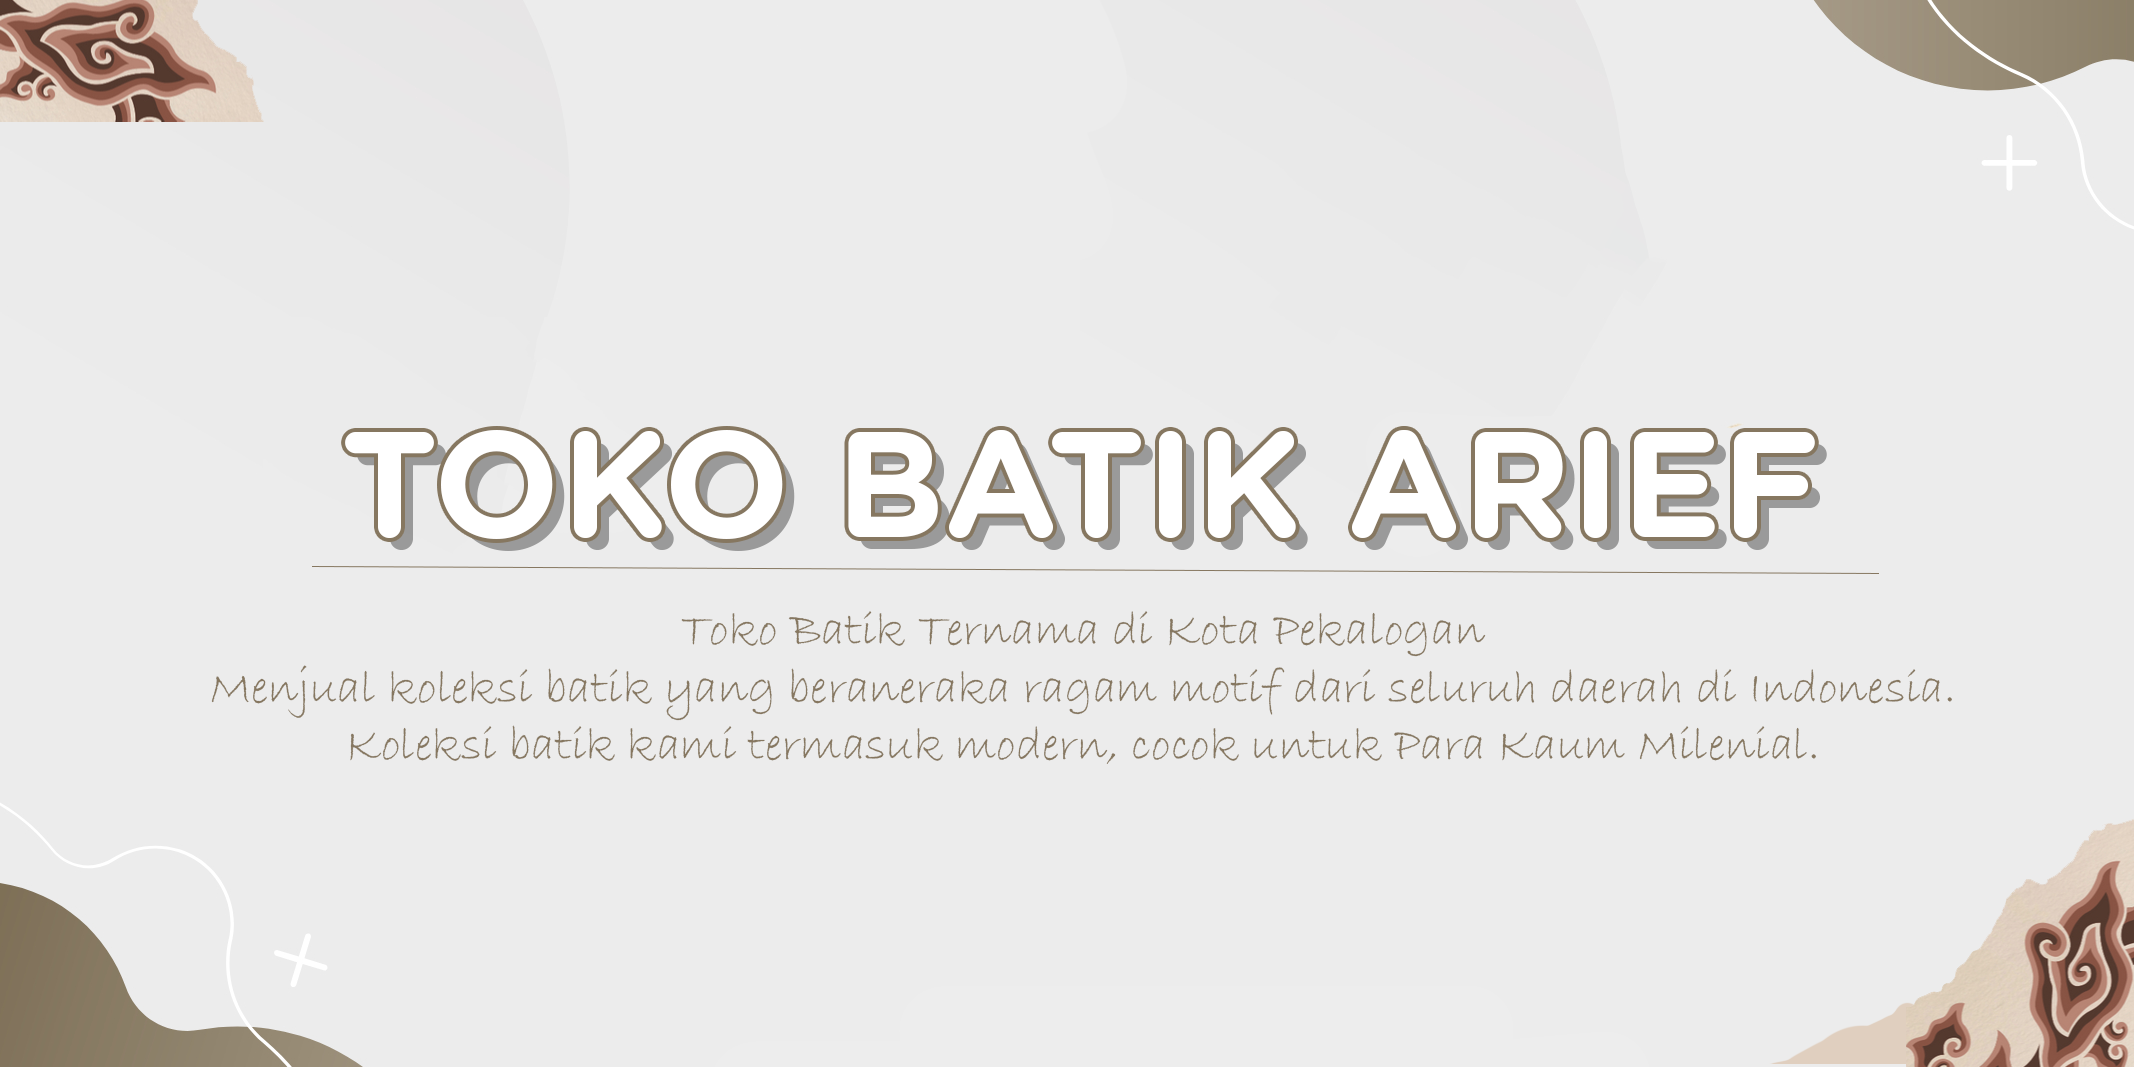 TOKO BATIK ARIEF
Toko Batik Ternama di Kota Pekalogan
Menjual koleksi batik yang beraneraka ragam motif dari seluruh daerah di Indonesia.
Koleksi batik kami termasuk modern, cocok untuk Para Kaum Milenial.